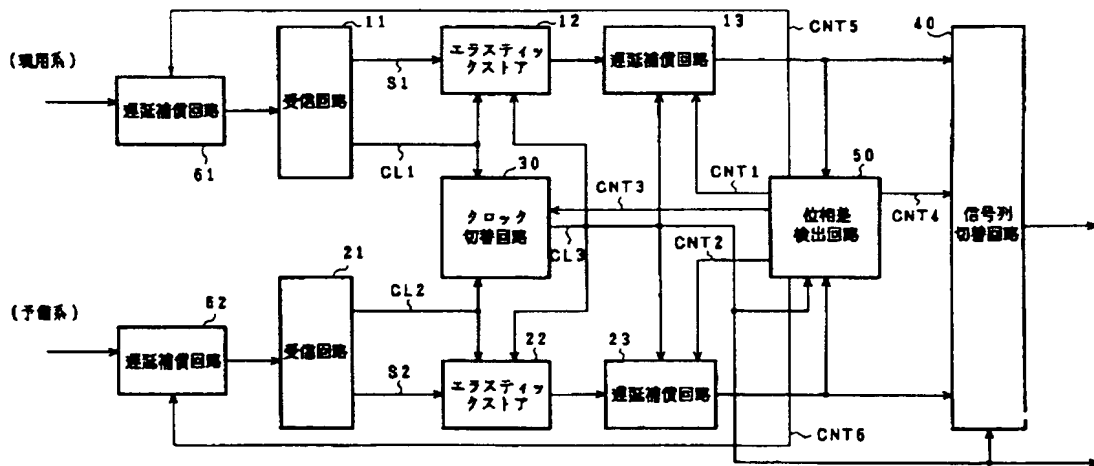 (現用系)
遅延補償回路
61
11
受信回路
S1
CL1
12
エラスティッ
クストア
13
遅延補償回路
CNT5
40
30
クロック
切替回路
CNT3
CL3
CNT1
CNT2
50
位相差
検出回路
CNT4
信号列
切替回路
(予備系)
62
遅延補償回路
21
受信回路
CL2
S2
22
エラスティッ
クストア
23
遅延補償回路
CNT6